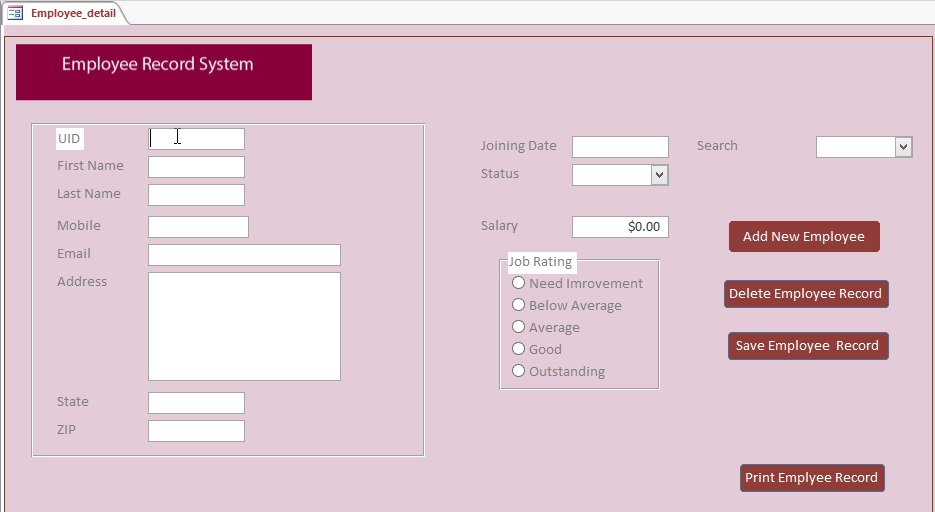 Employee_detail
Employee Record System
UID
First Name
Last Name
Mobile
Email
Address
State
ZIP
Joining Date
Status
Salary
$0.00
Job Rating
Need Imrovement
Below Average
Average
Good
Outstanding
Search
Add New Employee
Delete Employee Record
Save Employee  Record
Print Emplyee Record